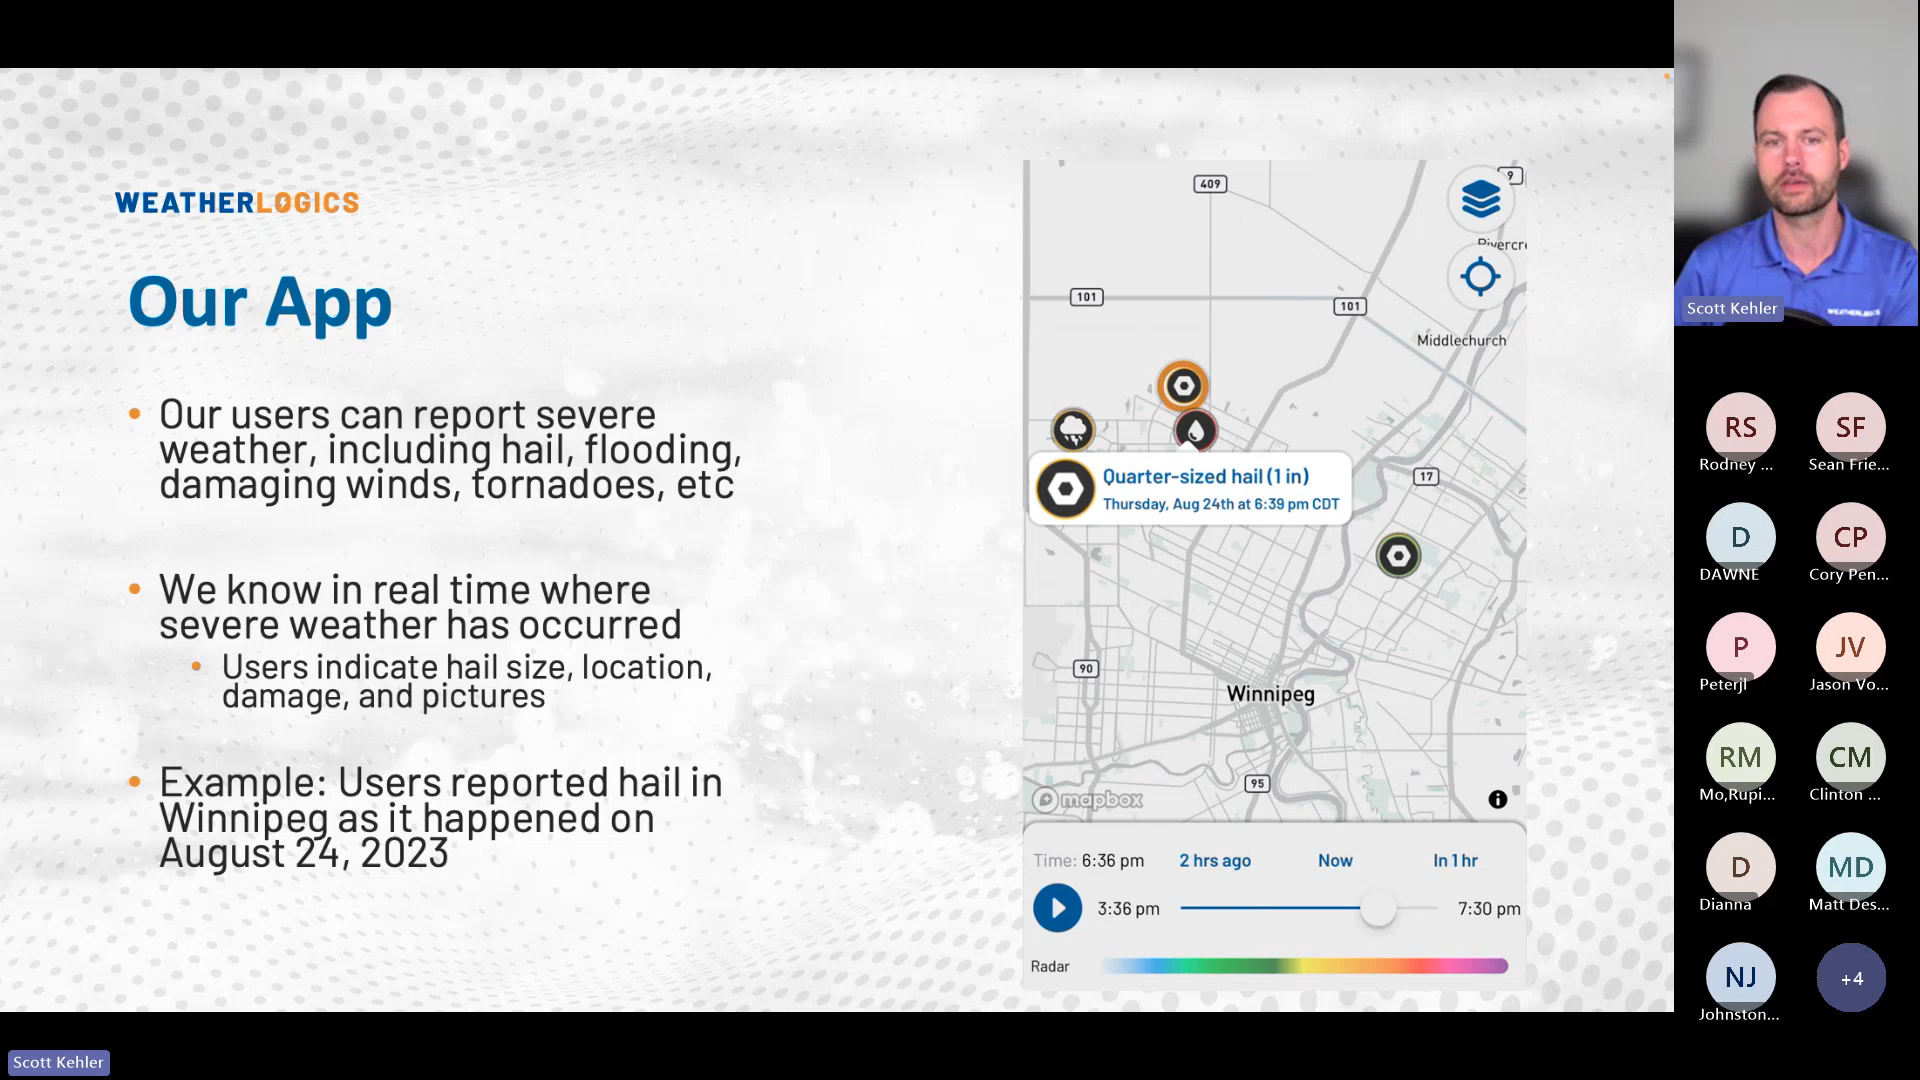 WEATHERLOGICS
Our App
• Our users can report severe
weather, including hail, flooding,
damaging winds, tornadoes, etc
• We know in real time where
severe weather has occurred
• Users indicate hail size, location,
damage, and pictures
• Example: Users reported hail in
Winnipeg as it happened on
August 24, 2023
409
9
Rivercre
101
101
Middlechurch
Quarter-sized hail (1 in)
Thursday, Aug 24th at 6:39 pm CDT
17
90
Winnipeg
95
mapbox
Time: 6:36 pm
2 hrs ago
Now
In 1 hr
3:36 pm
7:30 pm
Radar
WEATHERLOGICS
Scott Kehler
RS
SF
Rodney ...
Sean Frie...
D
CP
DAWNE
Cory Pen...
P
JV
Peterjl
Jason Vo...
RM
CM
Mo,Rupi...
Clinton ...
D
MD
Dianna
Matt Des...
NJ
+4
Johnston...
Scott Kehler